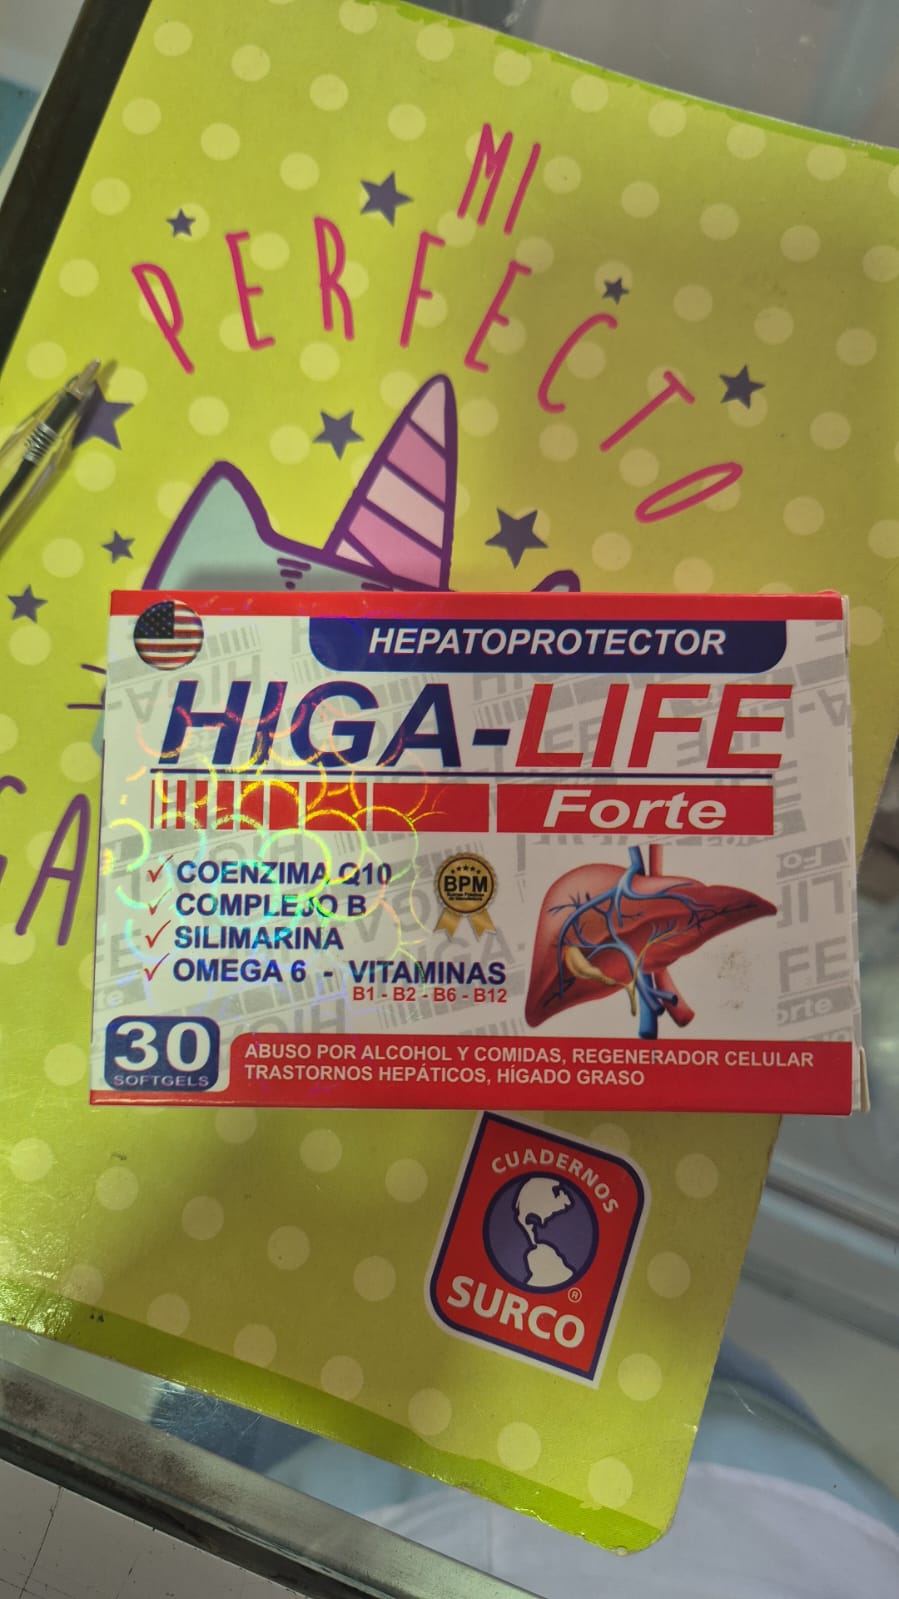 MI
PERFECTO
GA
HEPATOPROTECTOR
HIGA-LIFE
Forte
COENZIMA Q10
COMPLEJO B
SILIMARINA
OMEGA 6 - VITAMINAS
B1 - B2 - B6 - B12
BPM
30
SOFTGELS
ABUSO POR ALCOHOL Y COMIDAS, REGENERADOR CELULAR
TRASTORNOS HEPÁTICOS, HÍGADO GRASO
CUADERNOS
SURCO
®